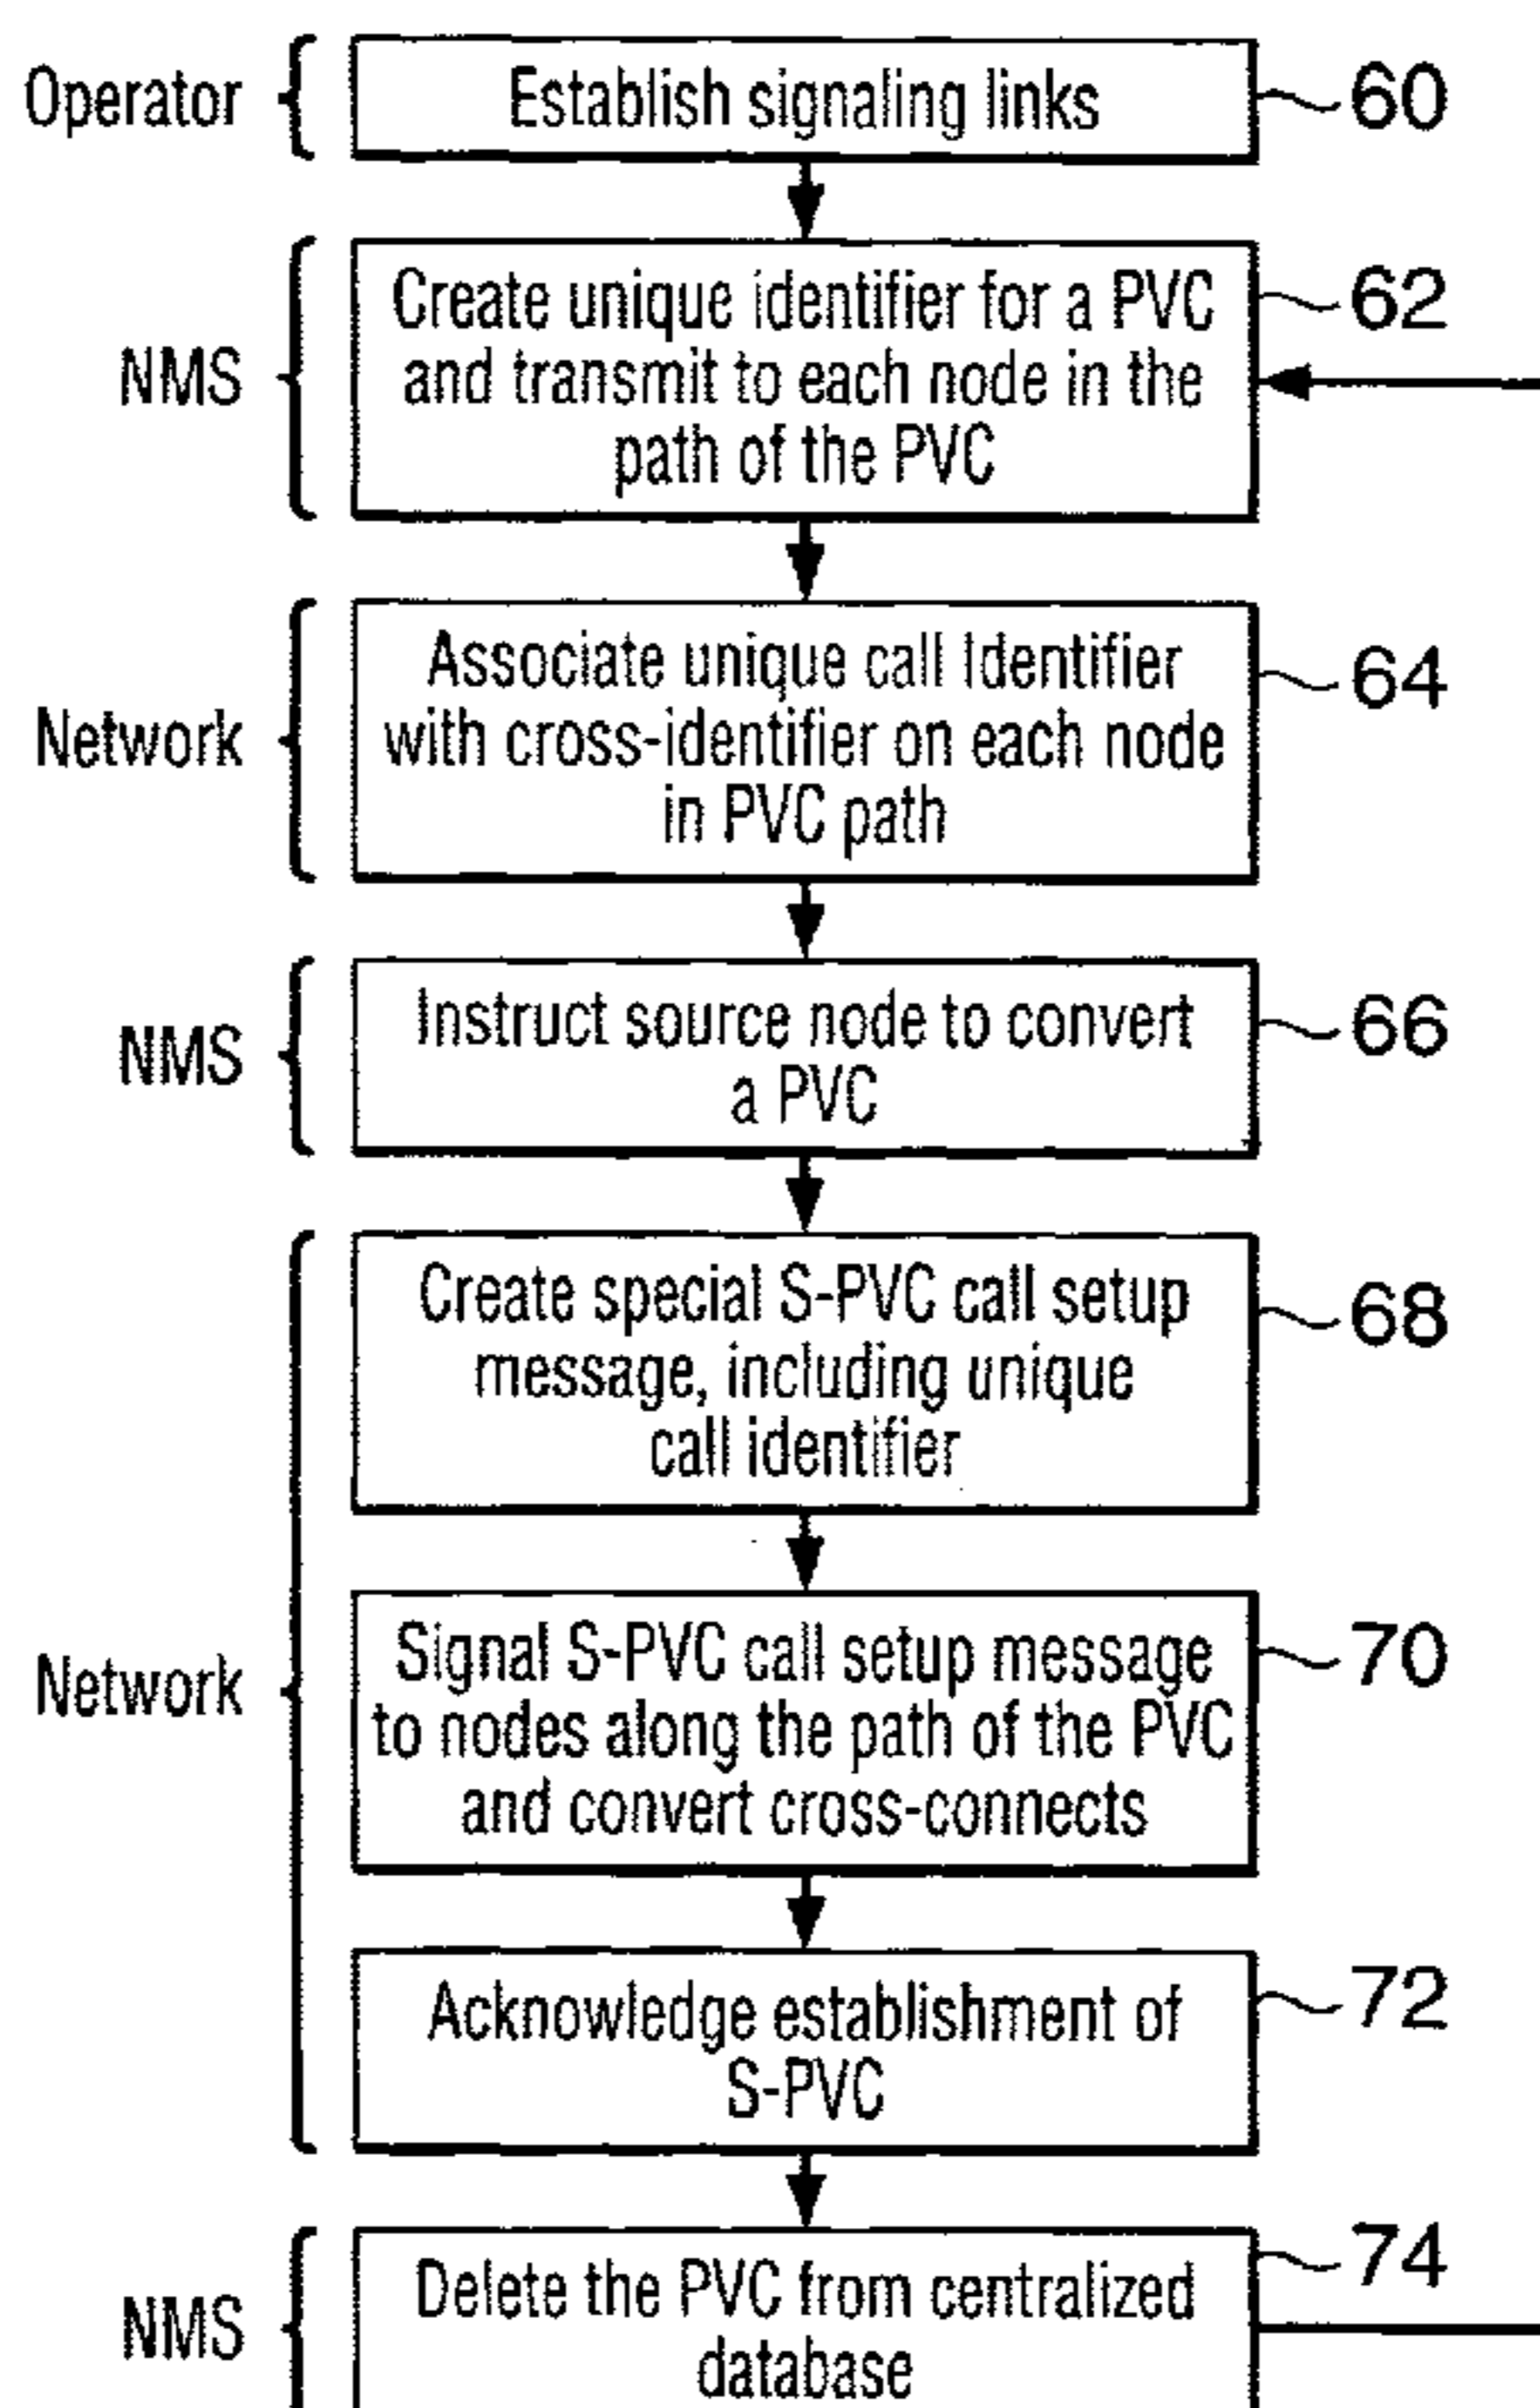 Operator
Establish signaling links
60
Create unique identifier for a PVC
and transmit to each node in the
path of the PVC
62
NMS
Associate unique call Identifier
with cross-identifier on each node
in PVC path
64
Network
Instruct source node to convert
a PVC
66
NMS
Create special S-PVC call setup
message, including unique
call identifier
68
Signal S-PVC call setup message
to nodes along the path of the PVC
and convert cross-connects
70
Network
Acknowledge establishment of
S-PVC
72
Delete the PVC from centralized
database
74
NMS